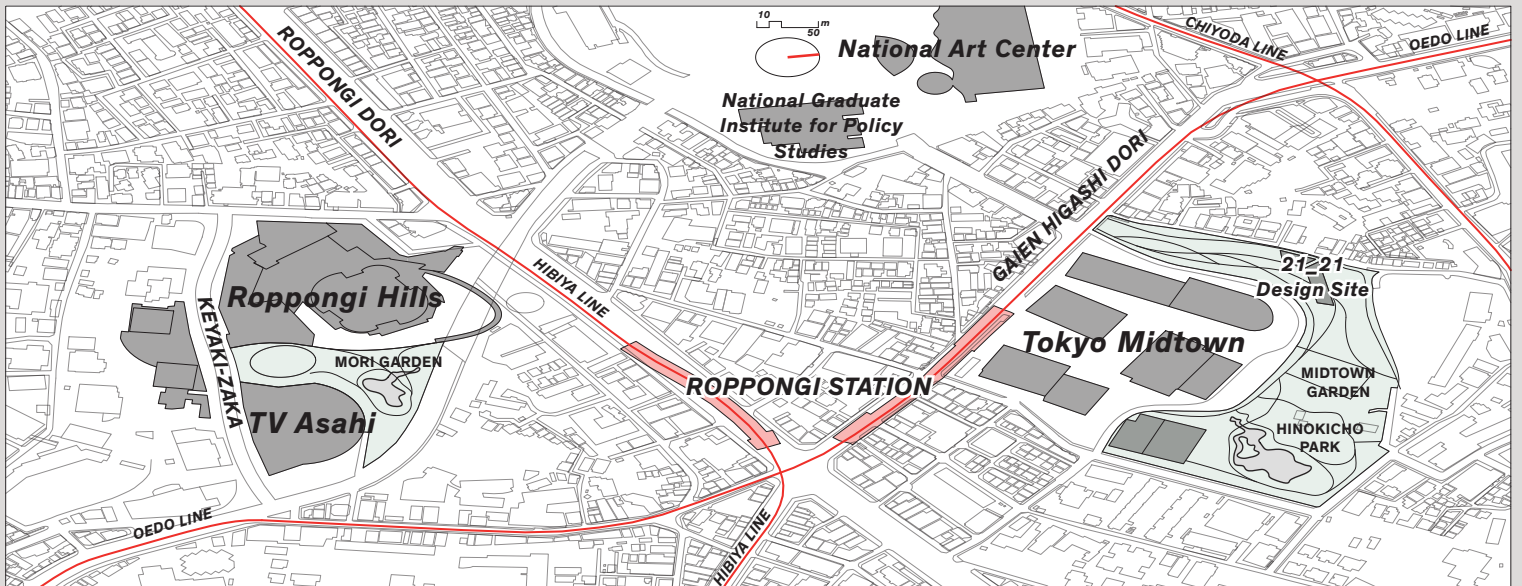 10
m
50
National Art Center
CHIYODA LINE
OEDO LINE
ROPPONGI DORI
National Graduate
Institute for Policy
Studies
GAIEN HIGASHI DORI
HIBIYA LINE
21_21
Design Site
Roppongi Hills
KEYAKI-ZAKA
Tokyo Midtown
MORI GARDEN
ROPPONGI STATION
MIDTOWN
GARDEN
TV Asahi
HINOKICHO
PARK
OEDO LINE
HIBIYA LINE